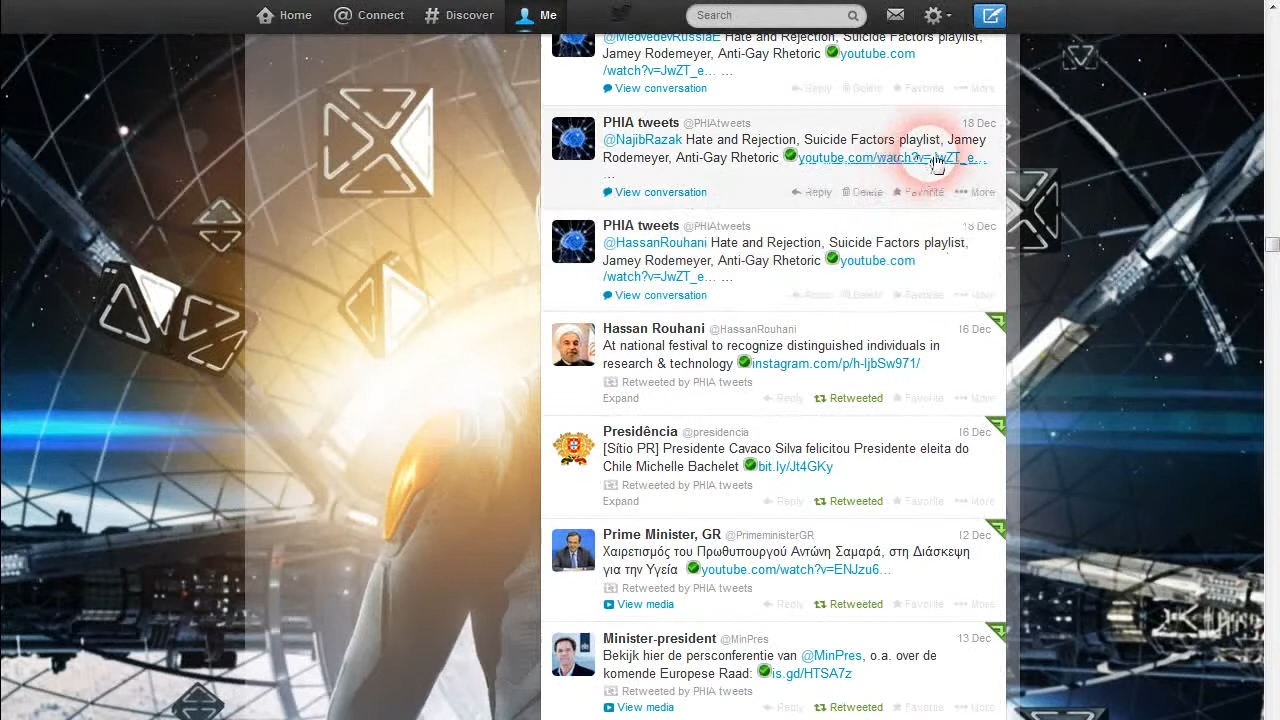 Home
Connect
Discover
Me
Search
@MedvedevRussiaE Hate and Rejection, Suicide Factors playlist,
Jamey Rodemeyer, Anti-Gay Rhetoric youtube.com
/watch?v=JwZT_e... ...
View conversation Reply Delete Favorite More
PHIA tweets @PHIAtweets 18 Dec
@NajibRazak Hate and Rejection, Suicide Factors playlist, Jamey
Rodemeyer, Anti-Gay Rhetoric youtube.com/watch?v=JwZT_e...
...
View conversation Reply Delete Favorite More
PHIA tweets @PHIAtweets 18 Dec
@HassanRouhani Hate and Rejection, Suicide Factors playlist,
Jamey Rodemeyer, Anti-Gay Rhetoric youtube.com
/watch?v=JwZT_e... ...
View conversation Reply Delete Favorite More
Hassan Rouhani @HassanRouhani 16 Dec
At national festival to recognize distinguished individuals in
research & technology instagram.com/p/h-ljbSw971/
Retweeted by PHIA tweets
Expand Reply Retweeted Favorite More
Presidência @presidencia 16 Dec
[Sítio PR] Presidente Cavaco Silva felicitou Presidente eleita do
Chile Michelle Bachelet bit.ly/Jt4GKy
Retweeted by PHIA tweets
Expand Reply Retweeted Favorite More
Prime Minister, GR @PrimeministerGR 12 Dec
Χαιρετισμός του Πρωθυπουργού Αντώνη Σαμαρά, στη Διάσκεψη
για την Υγεία youtube.com/watch?v=ENJzu6...
Retweeted by PHIA tweets
View media Reply Retweeted Favorite More
Minister-president @MinPres 13 Dec
Bekijk hier de persconferentie van @MinPres, o.a. over de
komende Europese Raad: is.gd/HTSA7z
Retweeted by PHIA tweets
View media Reply Retweeted Favorite More